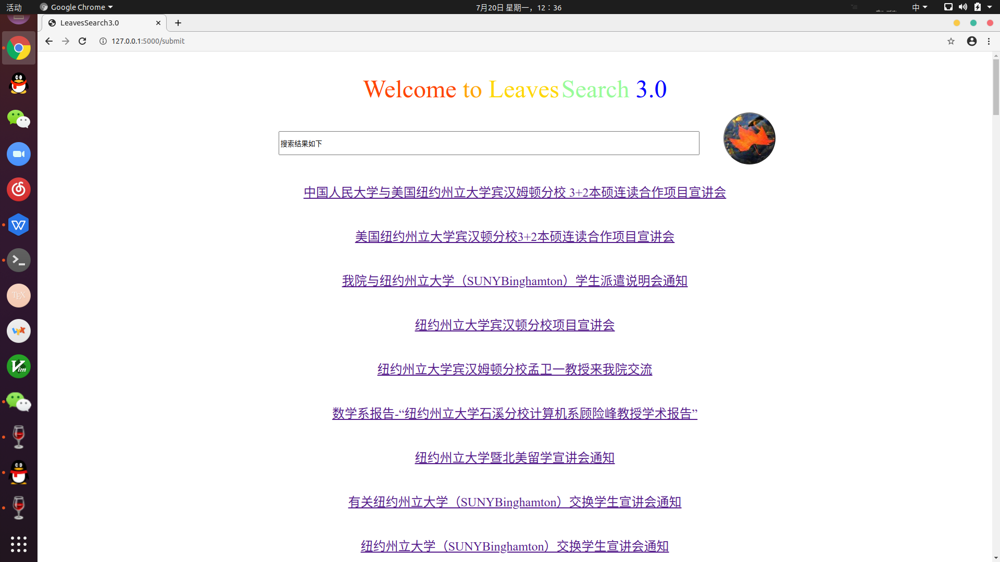 活动
Google Chrome
7月20日 星期一，12：36
中
LeavesSearch3.0
127.0.0.1:5000/submit
Welcome to LeavesSearch 3.0
搜索结果如下
中国人民大学与美国纽约州立大学宾汉姆顿分校 3+2本硕连读合作项目宣讲会
美国纽约州立大学宾汉顿分校3+2本硕连读合作项目宣讲会
我院与纽约州立大学（SUNYBinghamton）学生派遣说明会通知
纽约州立大学宾汉顿分校项目宣讲会
纽约州立大学宾汉姆顿分校孟卫一教授来我院交流
数学系报告-“纽约州立大学石溪分校计算机系顾险峰教授学术报告”
纽约州立大学暨北美留学宣讲会通知
有关纽约州立大学（SUNYBinghamton）交换学生宣讲会通知
纽约州立大学（SUNYBinghamton）交换学生宣讲会通知
TEX
LyX
Vim